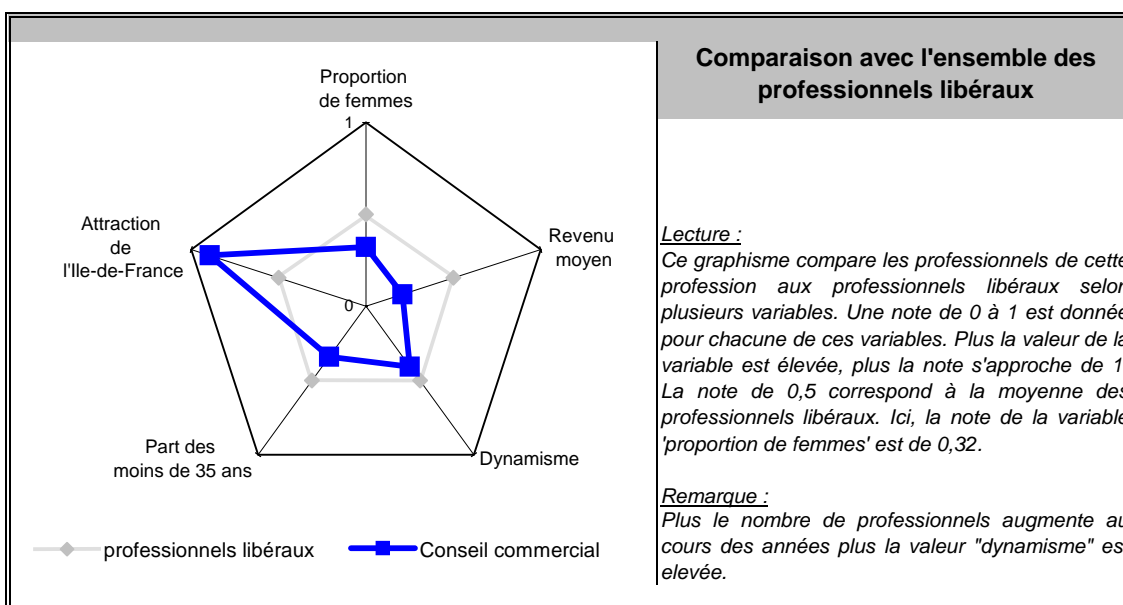 Comparaison avec l'ensemble des
professionnels libéraux
Proportion
de femmes
1
Attraction
de
l'Ile-de-France
Revenu
moyen
0
Part des
moins de 35 ans
Dynamisme
professionnels libéraux
Conseil commercial
Lecture :
Ce graphisme compare les professionnels de cette
profession aux professionnels libéraux selon
plusieurs variables. Une note de 0 à 1 est donnée
pour chacune de ces variables. Plus la valeur de la
variable est élevée, plus la note s'approche de 1
La note de 0,5 correspond à la moyenne des
professionnels libéraux. Ici, la note de la variable
'proportion de femmes' est de 0,32.
Remarque :
Plus le nombre de professionnels augmente au
cours des années plus la valeur "dynamisme" es
elevée.